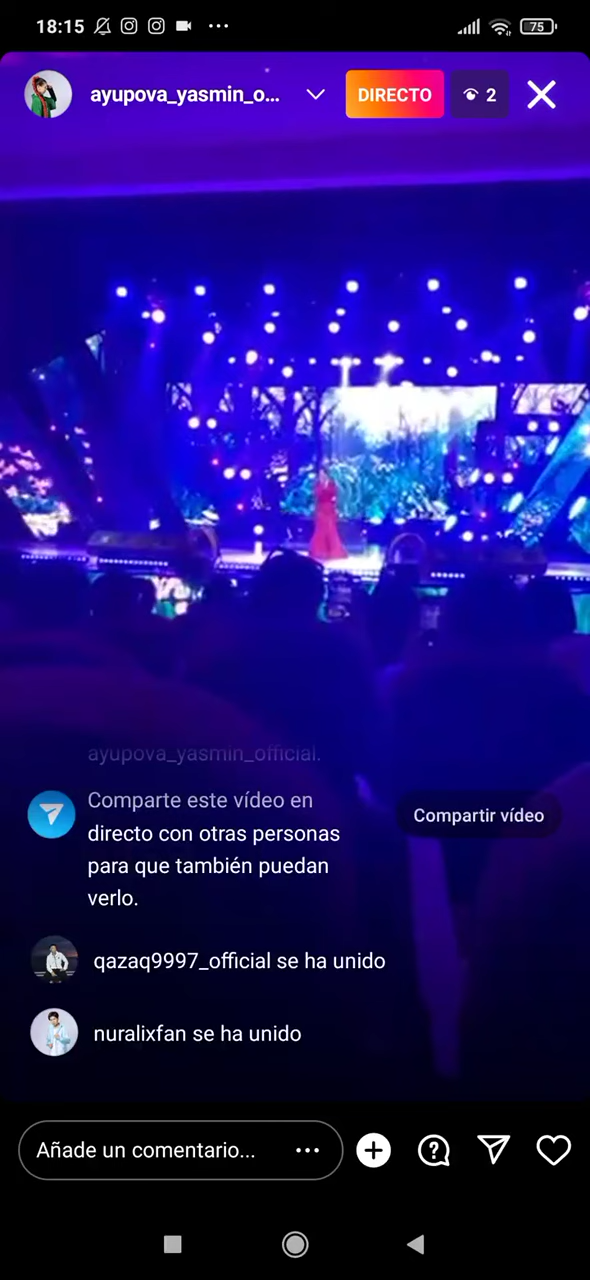 18:15
75
ayupova_yasmin_o...
DIRECTO
2
ayupova_yasmin_official.
Comparte este vídeo en
directo con otras personas
para que también puedan
verlo.
Compartir vídeo
qazaq9997_official se ha unido
nuralixfan se ha unido
Añade un comentario...